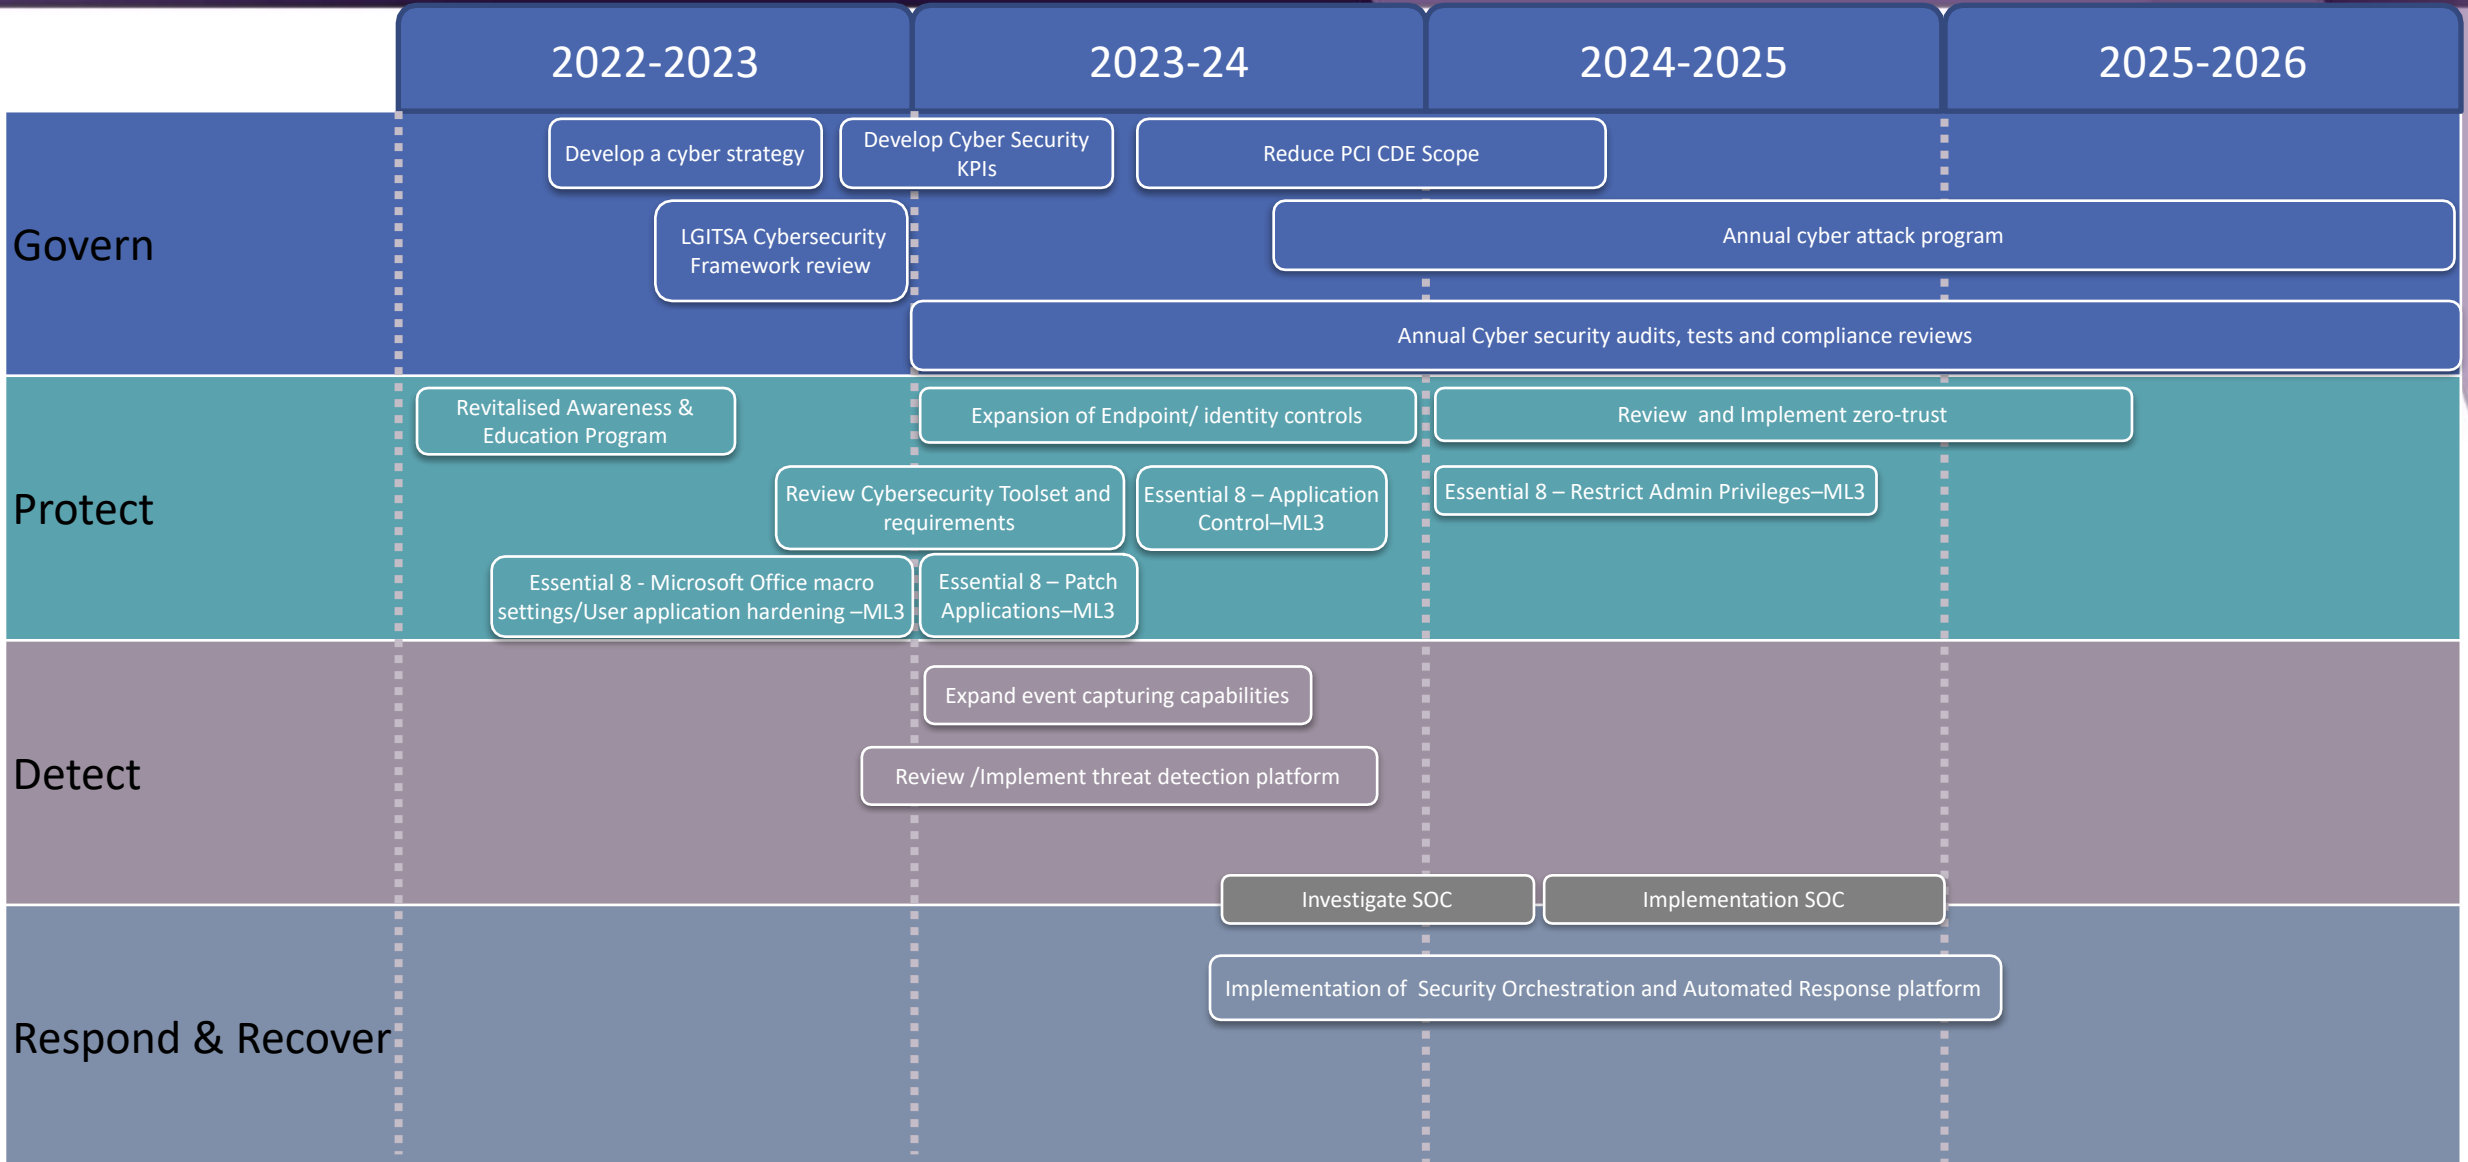 2022-2023
2023-24
2024-2025
2025-2026
Govern
Develop a cyber strategy
Develop Cyber Security
KPIs
Reduce PCI CDE Scope
LGITSA Cybersecurity
Framework review
Annual cyber attack program
Annual Cyber security audits, tests and compliance reviews
Protect
Revitalised Awareness &
Education Program
Expansion of Endpoint/ identity controls
Review  and Implement zero-trust
Review Cybersecurity Toolset and
requirements
Essential 8 – Application
Control–ML3
Essential 8 – Restrict Admin Privileges–ML3
Essential 8 - Microsoft Office macro
settings/User application hardening –ML3
Essential 8 – Patch
Applications–ML3
Detect
Expand event capturing capabilities
Review /Implement threat detection platform
Investigate SOC
Implementation SOC
Respond & Recover
Implementation of  Security Orchestration and Automated Response platform